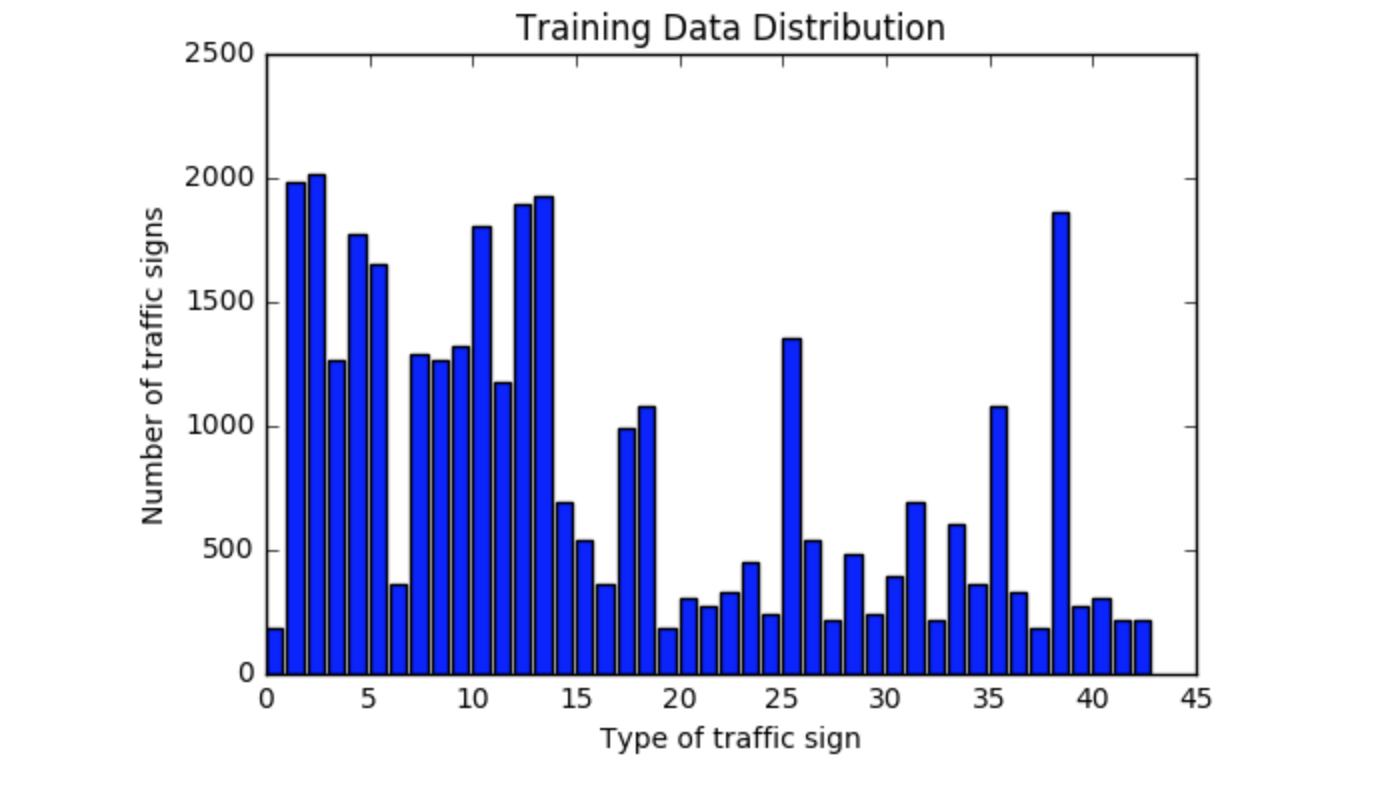 Training Data Distribution
2500
2000
1500
1000
500
0
Number of traffic signs
0 5 10 15 20 25 30 35 40 45
Type of traffic sign